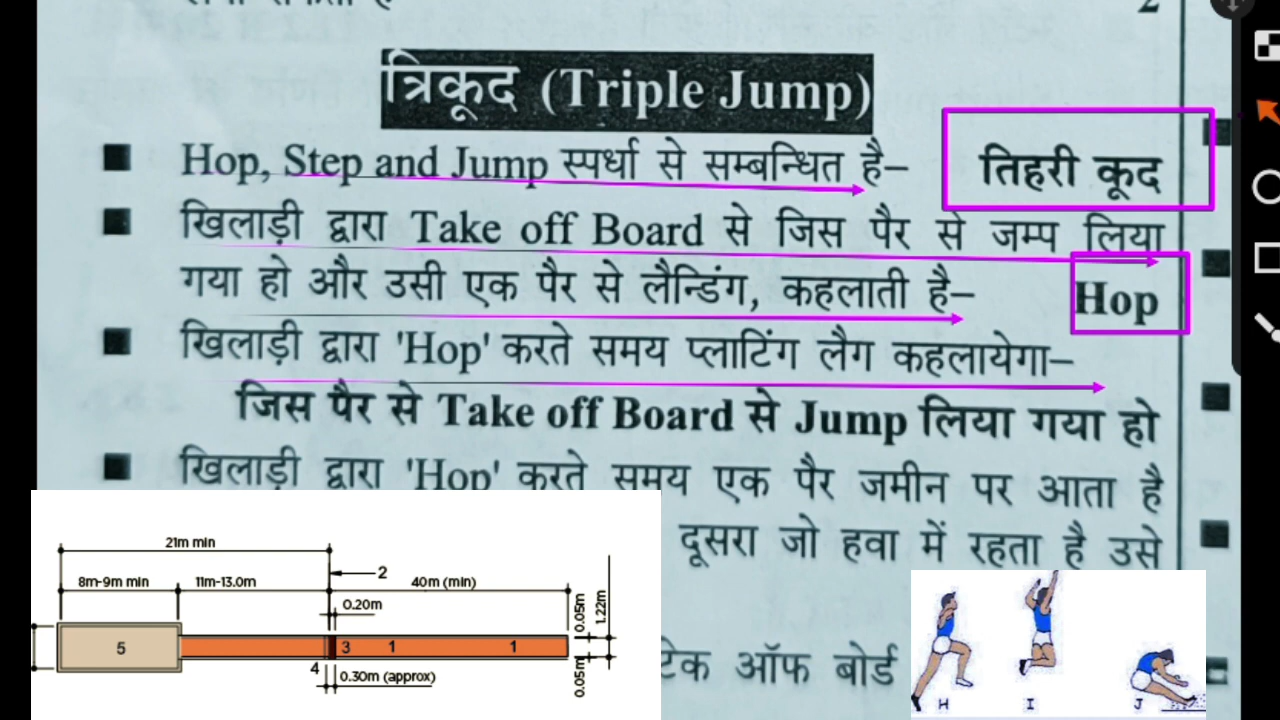 2
त्रिकूद (Triple Jump)
Hop, Step and Jump स्पर्धा से सम्बन्धित है– तिहरी कूद
खिलाड़ी द्वारा Take off Board से जिस पैर से जम्प लिया
गया हो और उसी एक पैर से लैन्डिंग, कहलाती है– Hop
खिलाड़ी द्वारा 'Hop' करते समय प्लाटिंग लैग कहलायेगा–
जिस पैर से Take off Board से Jump लिया गया हो
खिलाड़ी द्वारा 'Hop' करते समय एक पैर जमीन पर आता है
दूसरा जो हवा में रहता है उसे
टेक ऑफ बोर्ड
21m min
2
8m-9m min 11m-13.0m 40m (min)
0.20m
0.05m 1.22m
5 3 1 1
4 0.30m (approx)
0.05m
H I J